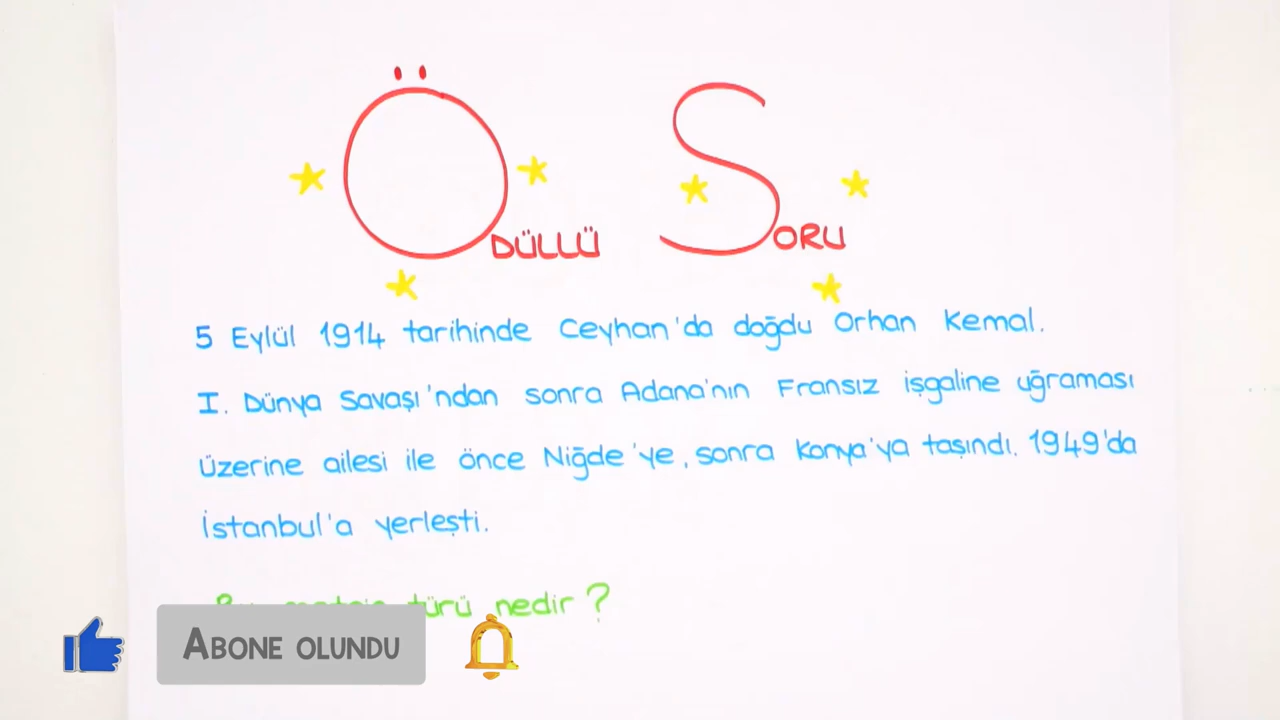 ÖDÜLLÜ SORU
5 Eylül 1914 tarihinde Ceyhan'da doğdu Orhan Kemal.
I. Dünya Savaşı'ndan sonra Adana'nın Fransız işgaline uğraması
üzerine ailesi ile önce Niğde'ye, sonra Konya'ya taşındı. 1949'da
İstanbul'a yerleşti.
türü nedir ?
ABONE OLUNDU